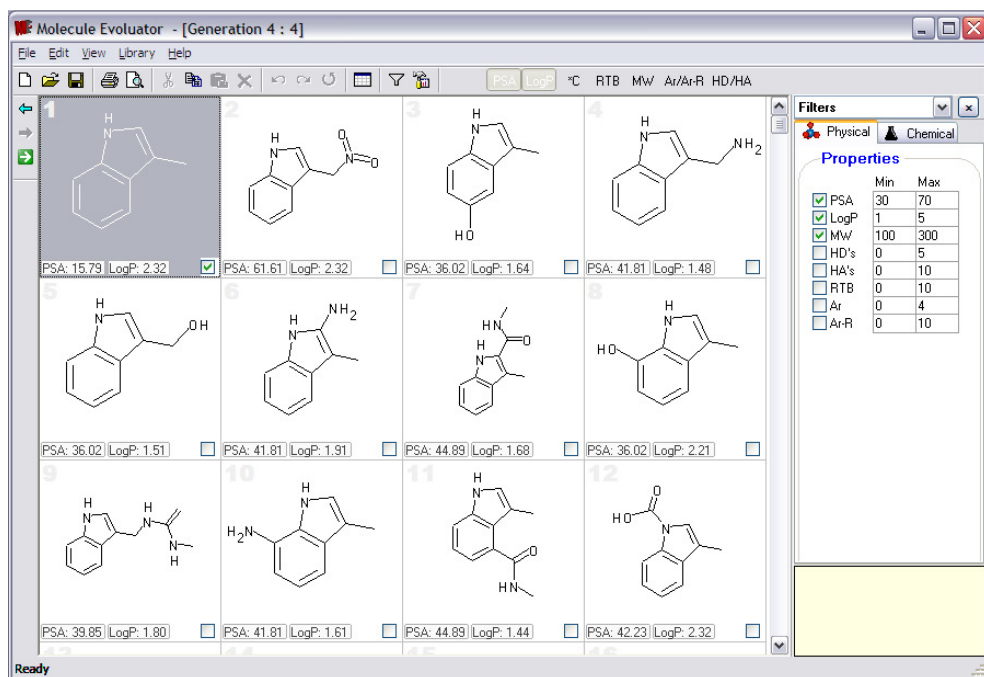 Molecule Evoluator - [Generation 4 : 4]
File Edit View Library Help
PSA LogP °C RTB MW Ar/Ar-R HD/HA
1
H
N
PSA: 15.79 LogP: 2.32
2
H
N
O
N
O
PSA: 61.61 LogP: 2.32
3
H
N
HO
PSA: 36.02 LogP: 1.64
4
H
N
NH2
PSA: 41.81 LogP: 1.48
5
H
N
OH
PSA: 36.02 LogP: 1.51
6
H
N
NH2
PSA: 41.81 LogP: 1.91
7
HN
O
H
N
PSA: 44.89 LogP: 1.68
8
H
N
HO
PSA: 36.02 LogP: 2.21
9
H
N
H
N
N
H
PSA: 39.85 LogP: 1.80
10
H
N
H2N
PSA: 41.81 LogP: 1.61
11
H
N
O
HN
PSA: 44.89 LogP: 1.44
12
O
HO
N
PSA: 42.23 LogP: 2.32
Filters
Physical Chemical
Properties
Min Max
PSA 30 70
LogP 1 5
MW 100 300
HD's 0 5
HA's 0 10
RTB 0 10
Ar 0 4
Ar-R 0 10
Ready